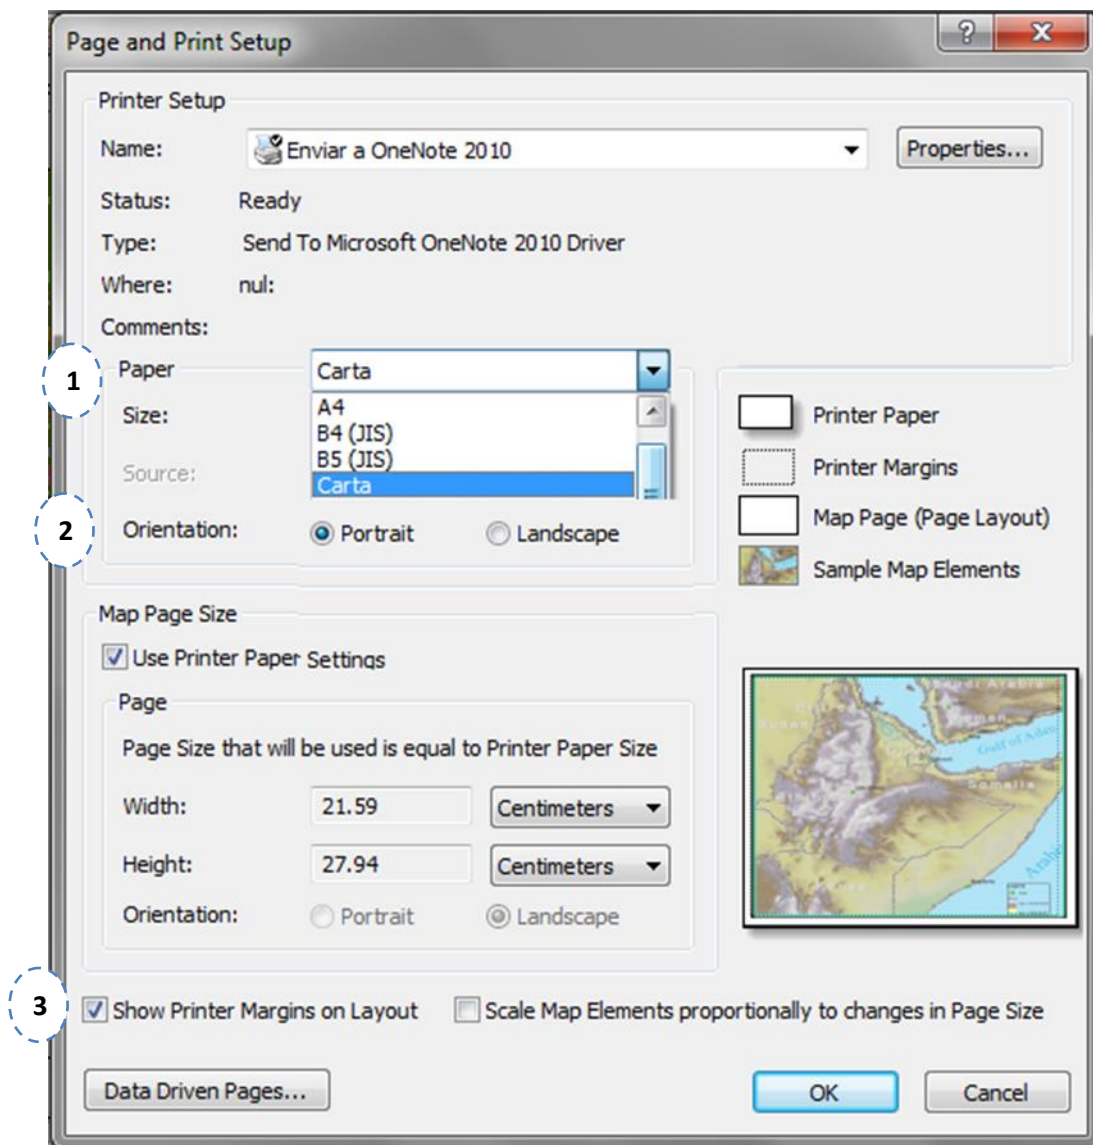 Page and Print Setup
Printer Setup
Name: Enviar a OneNote 2010 Properties...
Status: Ready
Type: Send To Microsoft OneNote 2010 Driver
Where: nul:
Comments:
1 Paper Carta
Size: A4
B4 (JIS)
B5 (JIS)
Source: Carta
2 Orientation: Portrait Landscape
Printer Paper
Printer Margins
Map Page (Page Layout)
Sample Map Elements
Map Page Size
Use Printer Paper Settings
Page
Page Size that will be used is equal to Printer Paper Size
Width: 21.59 Centimeters
Height: 27.94 Centimeters
Orientation: Portrait Landscape
Gulf of Aden
Somalia
3 Show Printer Margins on Layout Scale Map Elements proportionally to changes in Page Size
Data Driven Pages... OK Cancel